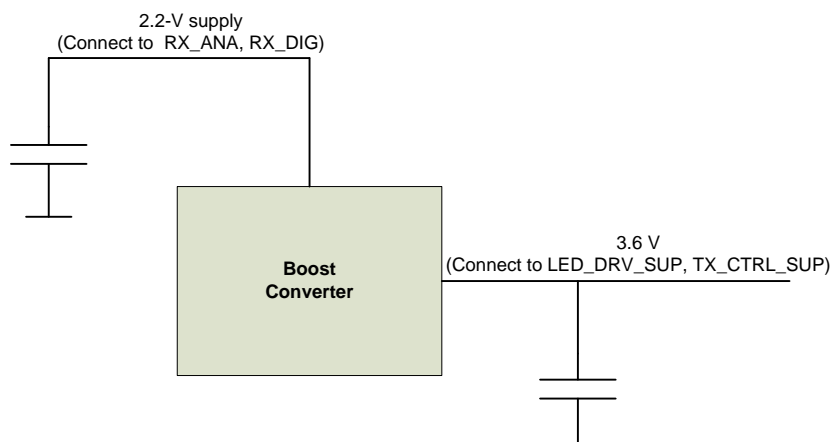 2.2-V supply
(Connect to RX_ANA, RX_DIG)
Boost
Converter
3.6 V
(Connect to LED_DRV_SUP, TX_CTRL_SUP)